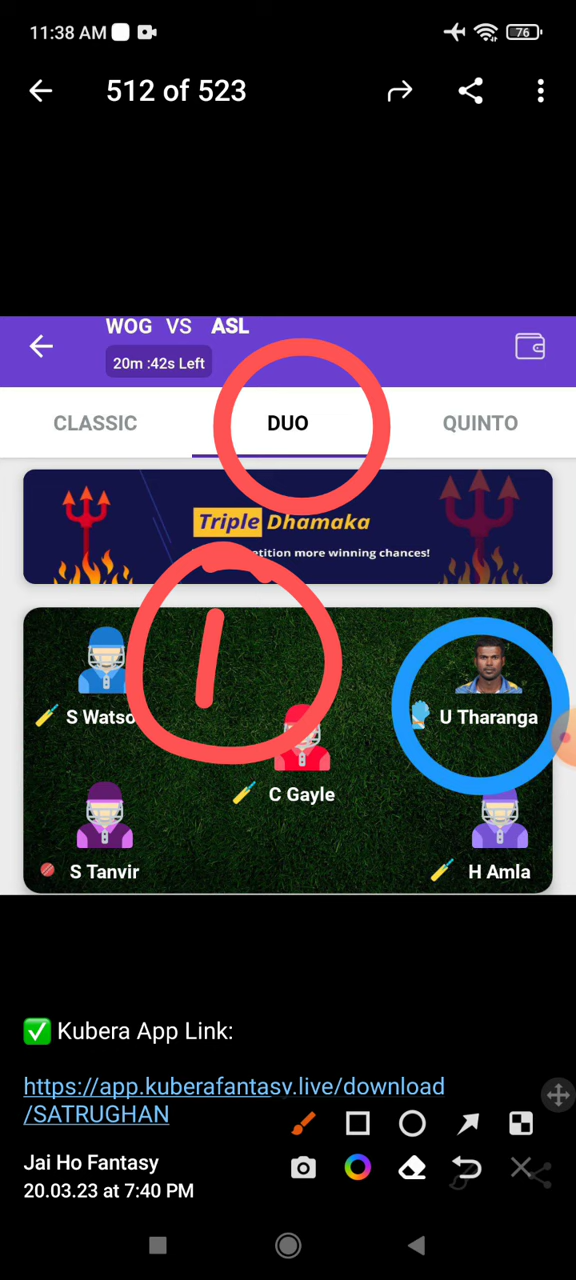 11:38 AM
76
512 of 523
WOG VS ASL
20m :42s Left
CLASSIC DUO QUINTO
Triple Dhamaka
etition more winning chances!
1
S Watso
U Tharanga
C Gayle
S Tanvir
H Amla
✅ Kubera App Link:
https://app.kuberafantasy.live/download
/SATRUGHAN
Jai Ho Fantasy
20.03.23 at 7:40 PM